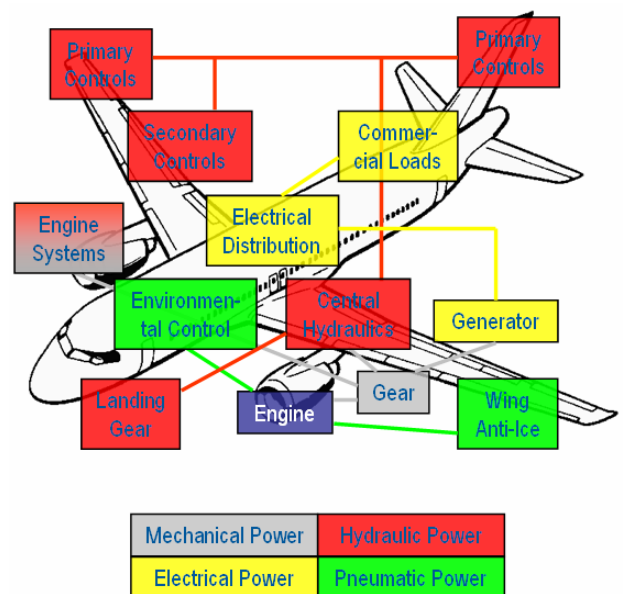 Primary
Controls
Primary
Controls
Secondary
Controls
Commer-
cial Loads
Engine
Systems
Electrical
Distribution
Environmen-
tal Control
Central
Hydraulics
Generator
Landing
Gear
Engine
Gear
Wing
Anti-Ice
Mechanical Power
Hydraulic Power
Electrical Power
Pneumatic Power